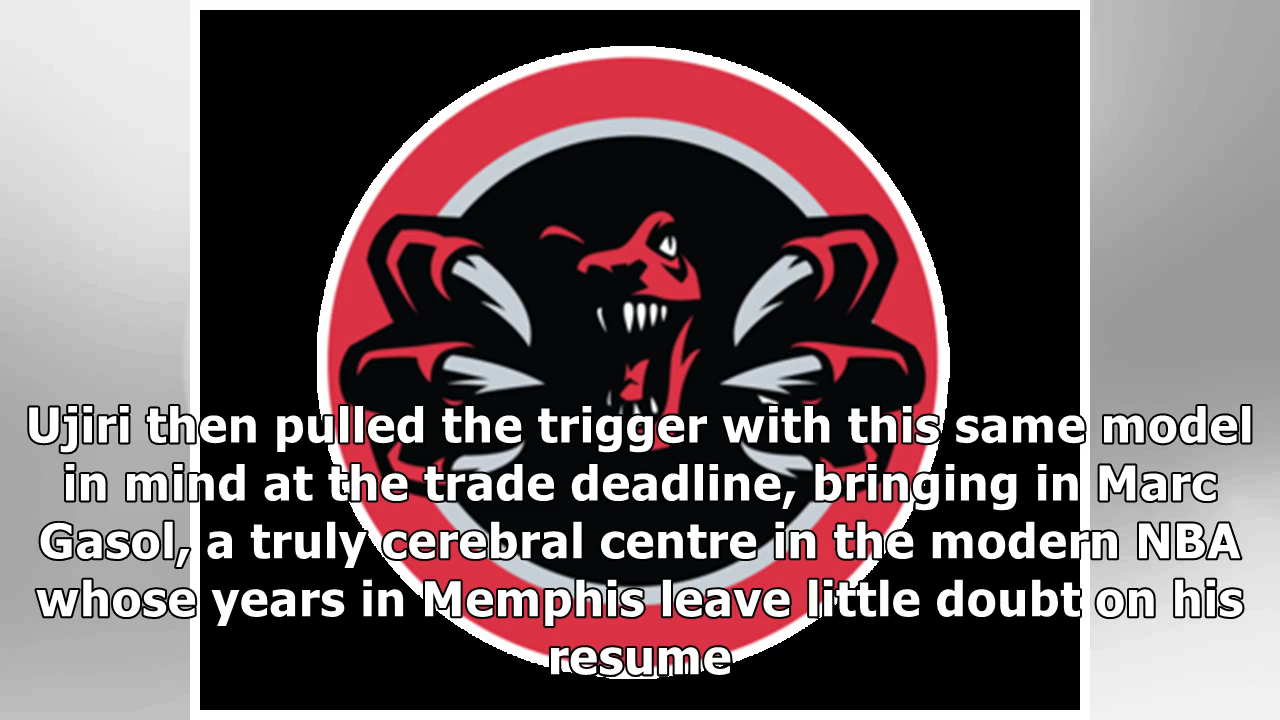 Ujiri then pulled the trigger with this same model
in mind at the trade deadline, bringing in Marc
Gasol, a truly cerebral centre in the modern NBA
whose years in Memphis leave little doubt on his
resume